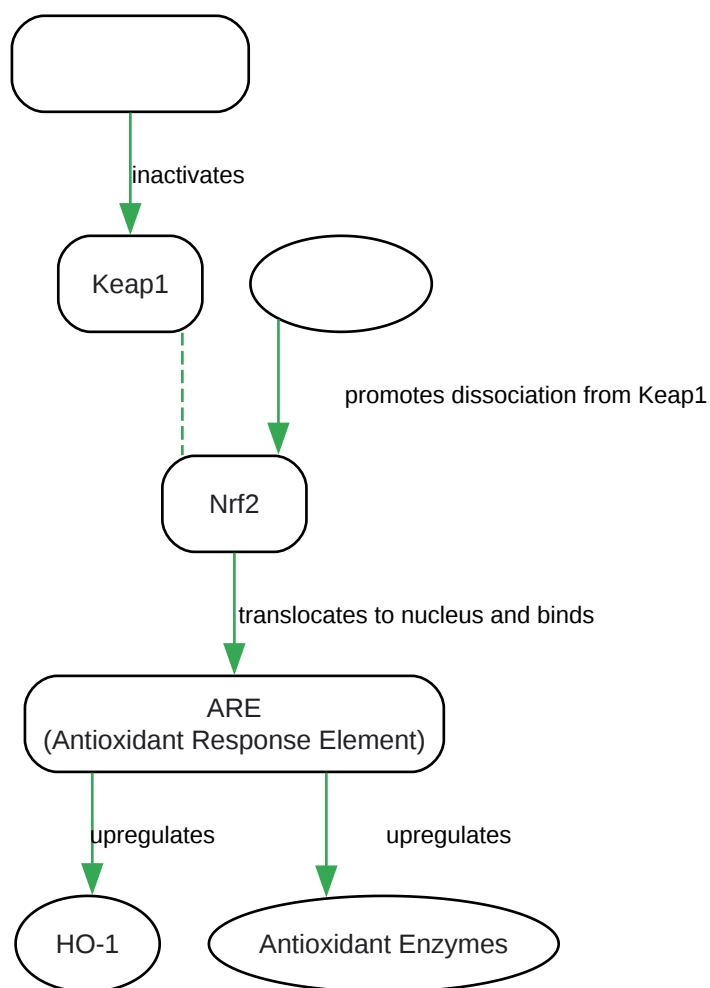 inactivates
Keap1
promotes dissociation from Keap1
Nrf2
translocates to nucleus and binds
ARE
(Antioxidant Response Element)
upregulates
upregulates
HO-1
Antioxidant Enzymes